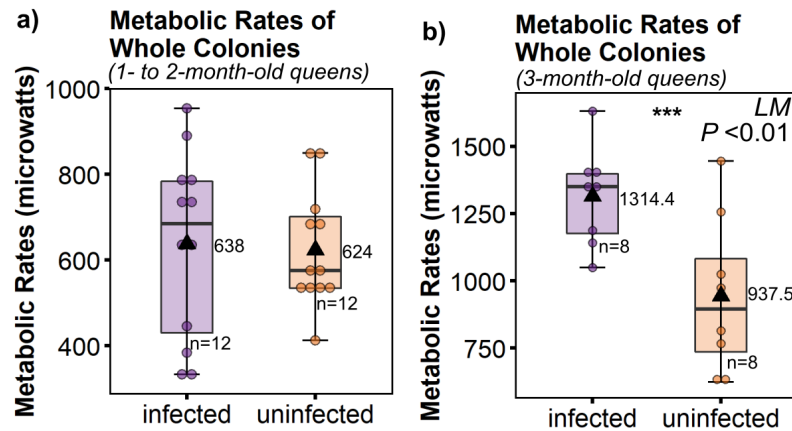 a)
Metabolic Rates of
Whole Colonies
(1- to 2-month-old queens)
Metabolic Rates (microwatts)
1000
800
600
400
638
n=12
624
n=12
infected
uninfected
b)
Metabolic Rates of
Whole Colonies
(3-month-old queens)
Metabolic Rates (microwatts)
1500
1250
1000
750
***
LM
P <0.01
1314.4
n=8
937.5
n=8
infected
uninfected